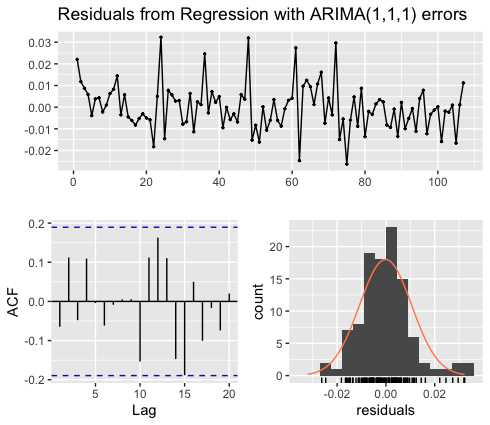 Residuals from Regression with ARIMA(1,1,1) errors
0.03
0.02
0.01
0.00
-0.01
-0.02
0 20 40 60 80 100
0.2
0.1
0.0
-0.1
-0.2
ACF
5 10 15 20
Lag
20
15
10
5
0
count
-0.02 0.00 0.02
residuals